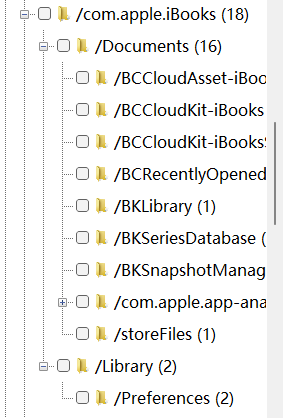 /com.apple.iBooks (18)
/Documents (16)
/BCCloudAsset-iBoo
/BCCloudKit-iBooks
/BCCloudKit-iBooks
/BCRecentlyOpened
/BKLibrary (1)
/BKSeriesDatabase (
/BKSnapshotManag
/com.apple.app-ana
/storeFiles (1)
/Library (2)
/Preferences (2)